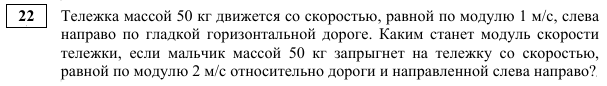 22
Тележка массой 50 кг движется со скоростью, равной по модулю 1 м/с, слева
направо по гладкой горизонтальной дороге. Каким станет модуль скорости
тележки, если мальчик массой 50 кг запрыгнет на тележку со скоростью,
равной по модулю 2 м/с относительно дороги и направленной слева направо?